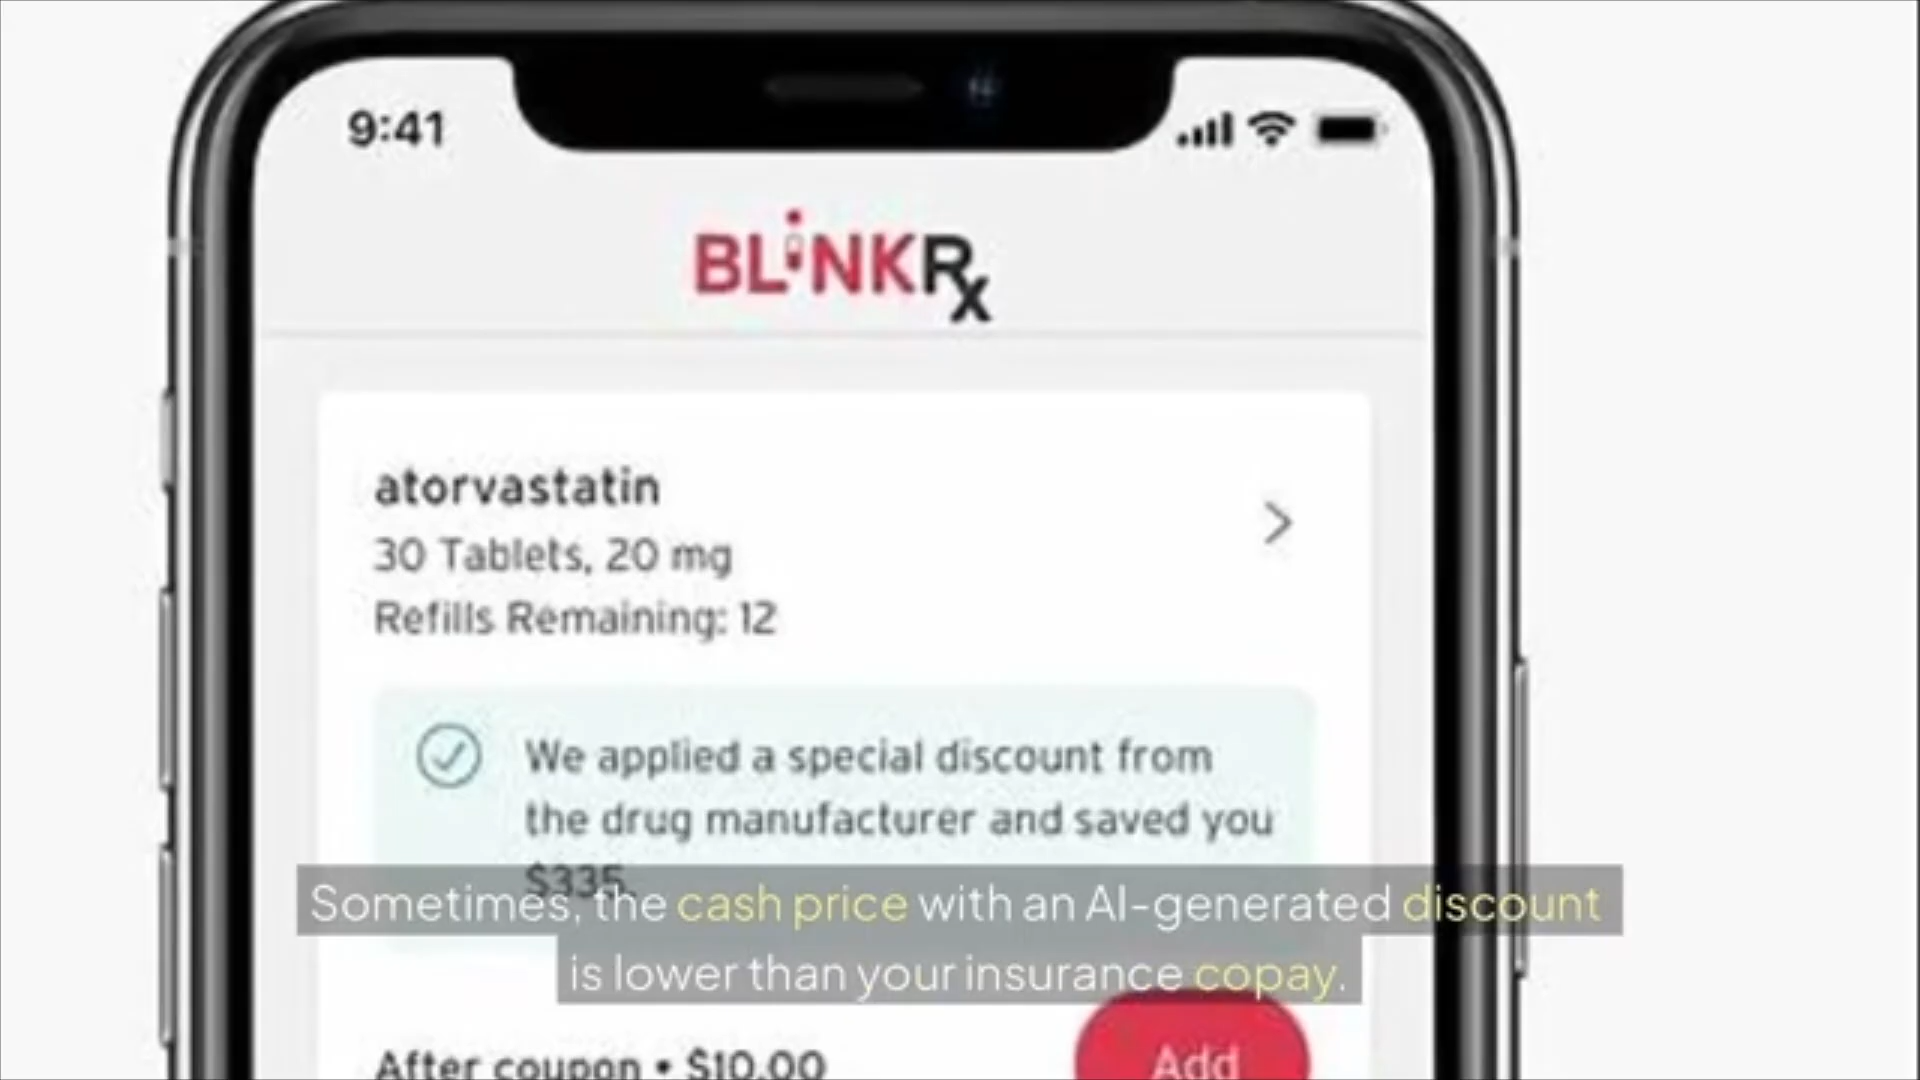 9:41
BLINKRx
atorvastatin
30 Tablets, 20 mg
Refills Remaining: 12
We applied a special discount from
the drug manufacturer and saved you
$335.
Sometimes, the cash price with an AI-generated discount
is lower than your insurance copay.
After coupon • $10.00
Add